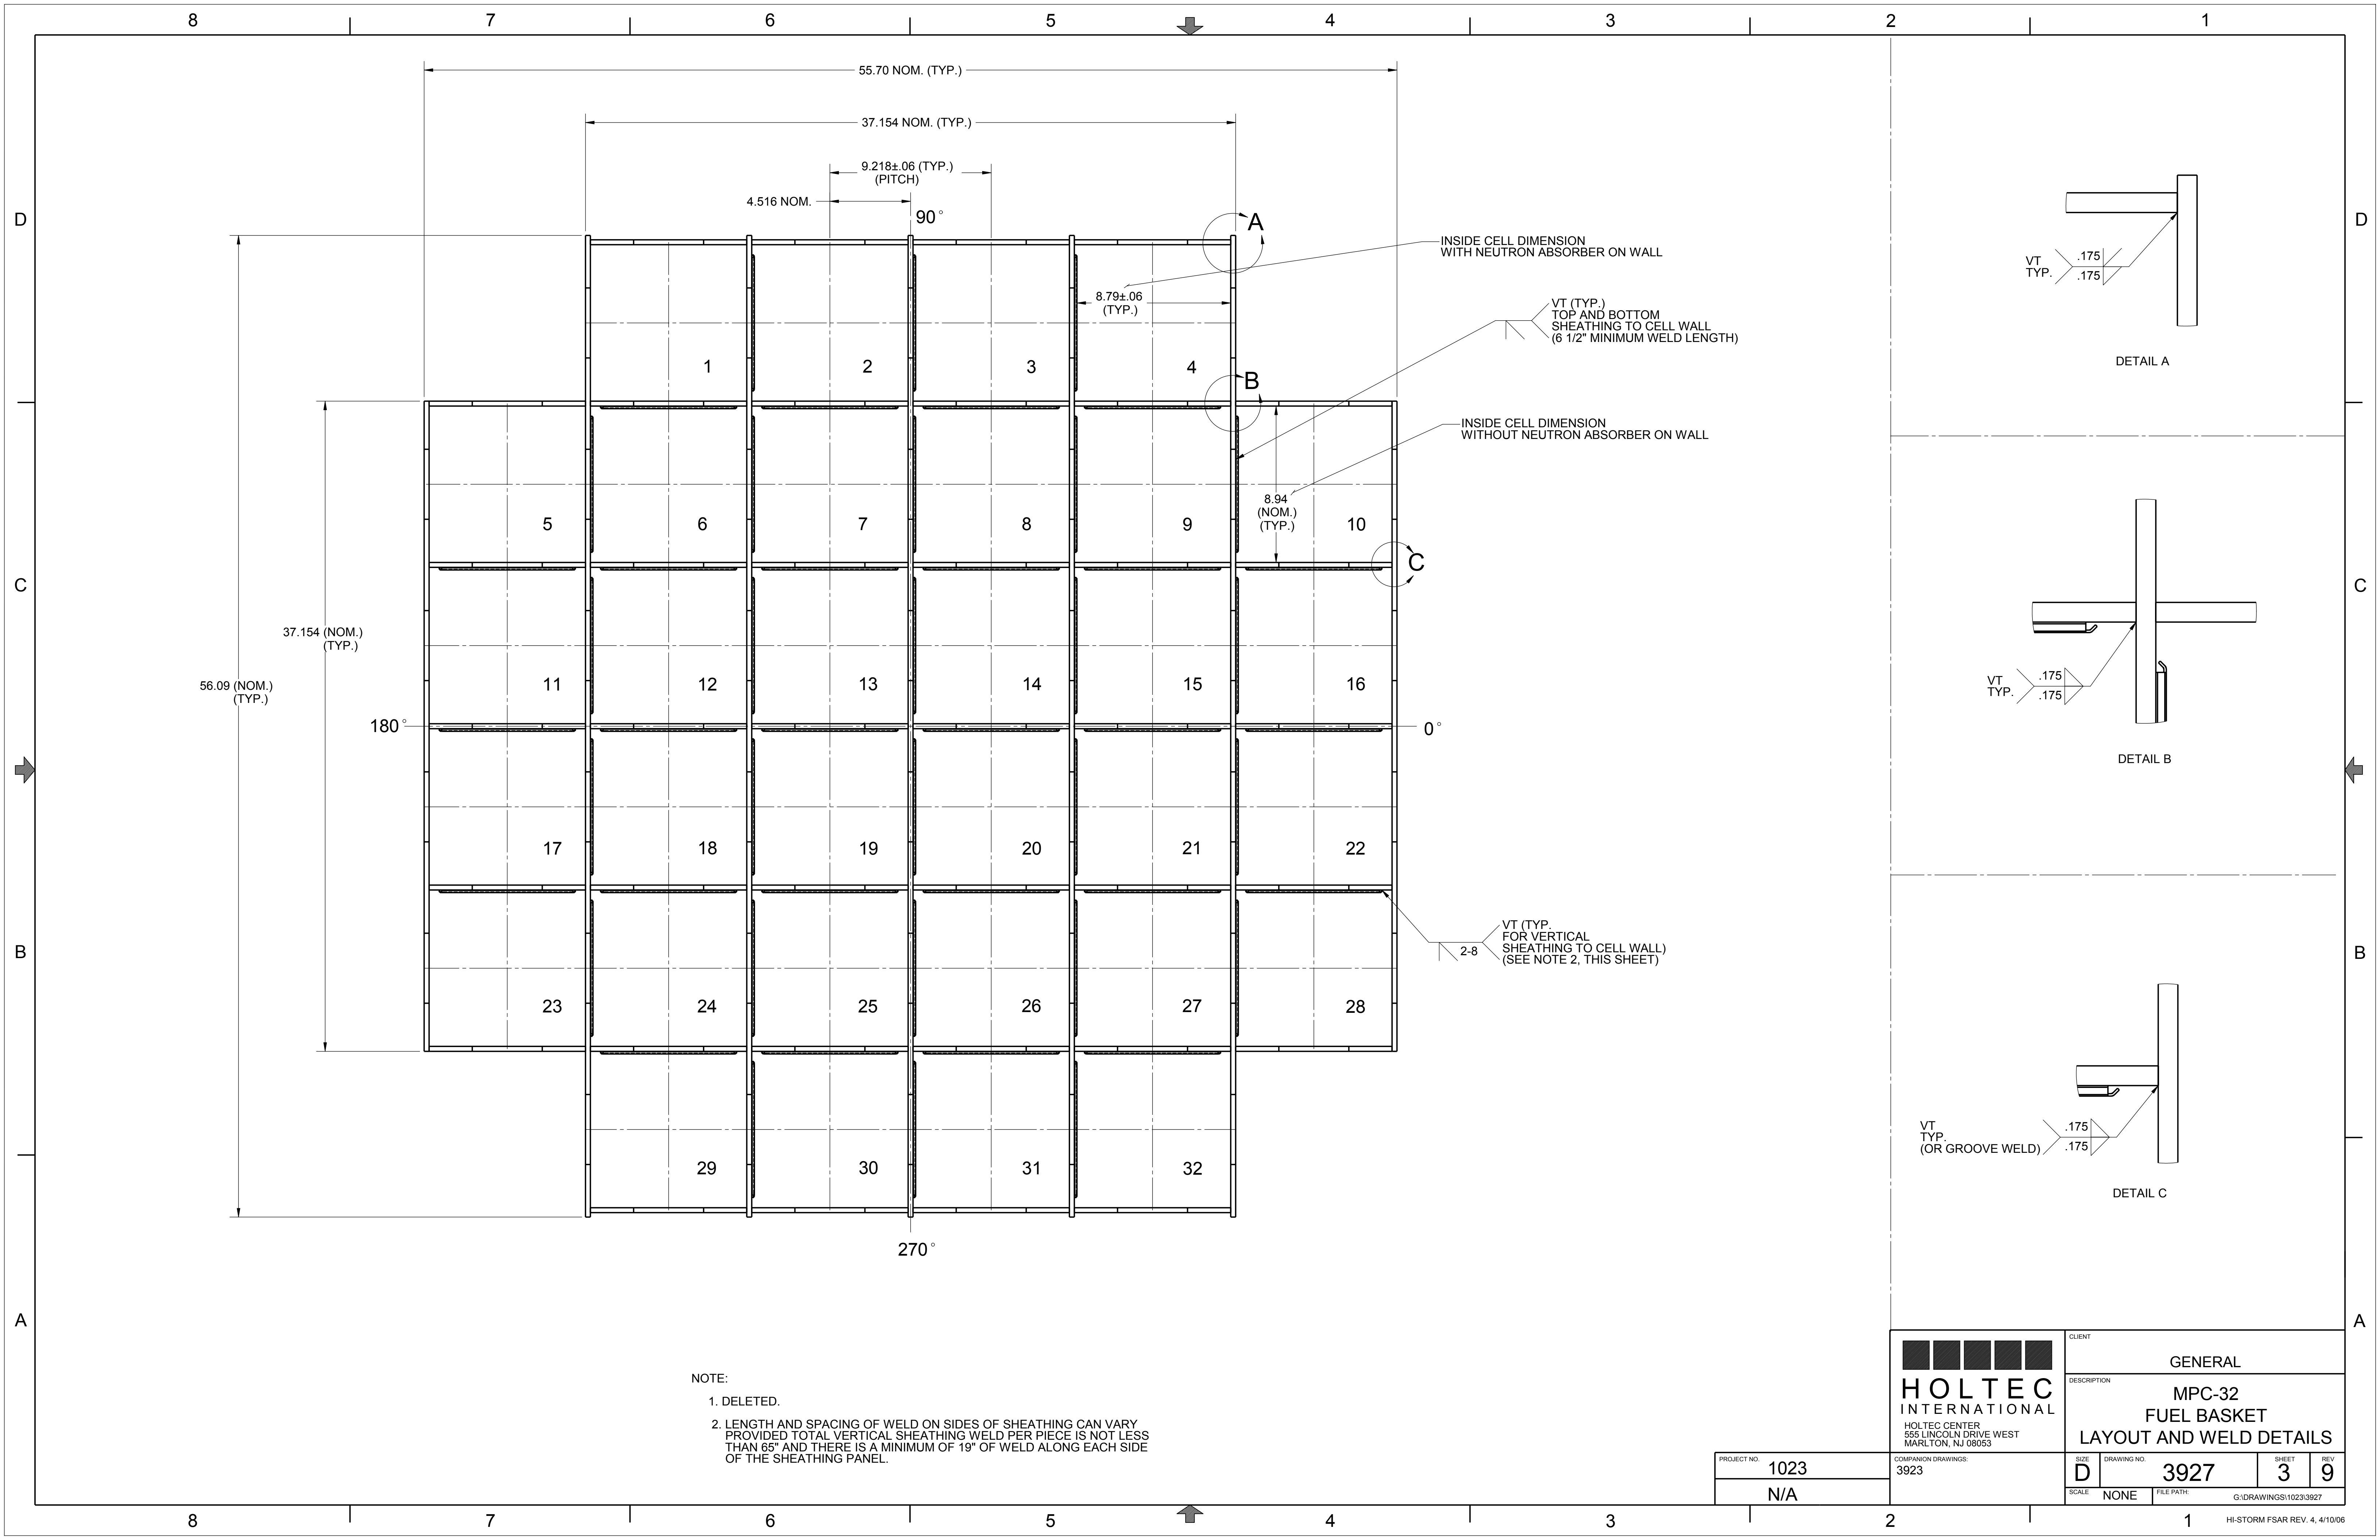 8 7 6 5 4 3 2 1
55.70 NOM. (TYP.)
37.154 NOM. (TYP.)
9.218±.06 (TYP.)
(PITCH)
4.516 NOM.
90°
D
D
A
INSIDE CELL DIMENSION
WITH NEUTRON ABSORBER ON WALL
8.79±.06
(TYP.)
VT (TYP.)
TOP AND BOTTOM
SHEATHING TO CELL WALL
(6 1/2" MINIMUM WELD LENGTH)
1 2 3 4
B
INSIDE CELL DIMENSION
WITHOUT NEUTRON ABSORBER ON WALL
8.94
(NOM.)
(TYP.)
5 6 7 8 9 10
C
C
C
37.154 (NOM.)
(TYP.)
56.09 (NOM.)
(TYP.)
11 12 13 14 15 16
180°
0°
17 18 19 20 21 22
B
B
VT (TYP.
FOR VERTICAL
SHEATHING TO CELL WALL)
(SEE NOTE 2, THIS SHEET)
2-8
23 24 25 26 27 28
29 30 31 32
270°
VT
TYP.
.175
.175
DETAIL A
VT
TYP.
.175
.175
DETAIL B
VT
TYP.
(OR GROOVE WELD)
.175
.175
DETAIL C
A
A
NOTE:
1. DELETED.
2. LENGTH AND SPACING OF WELD ON SIDES OF SHEATHING CAN VARY
PROVIDED TOTAL VERTICAL SHEATHING WELD PER PIECE IS NOT LESS
THAN 65" AND THERE IS A MINIMUM OF 19" OF WELD ALONG EACH SIDE
OF THE SHEATHING PANEL.
HOLTEC
INTERNATIONAL
HOLTEC CENTER
555 LINCOLN DRIVE WEST
MARLTON, NJ 08053
CLIENT
GENERAL
DESCRIPTION
MPC-32
FUEL BASKET
LAYOUT AND WELD DETAILS
PROJECT NO. 1023
N/A
COMPANION DRAWINGS:
3923
SIZE
D
DRAWING NO.
3927
SHEET
3
REV
9
SCALE NONE
FILE PATH: G:\DRAWINGS\1023\3927
8 7 6 5 4 3 2 1
HI-STORM FSAR REV. 4, 4/10/06